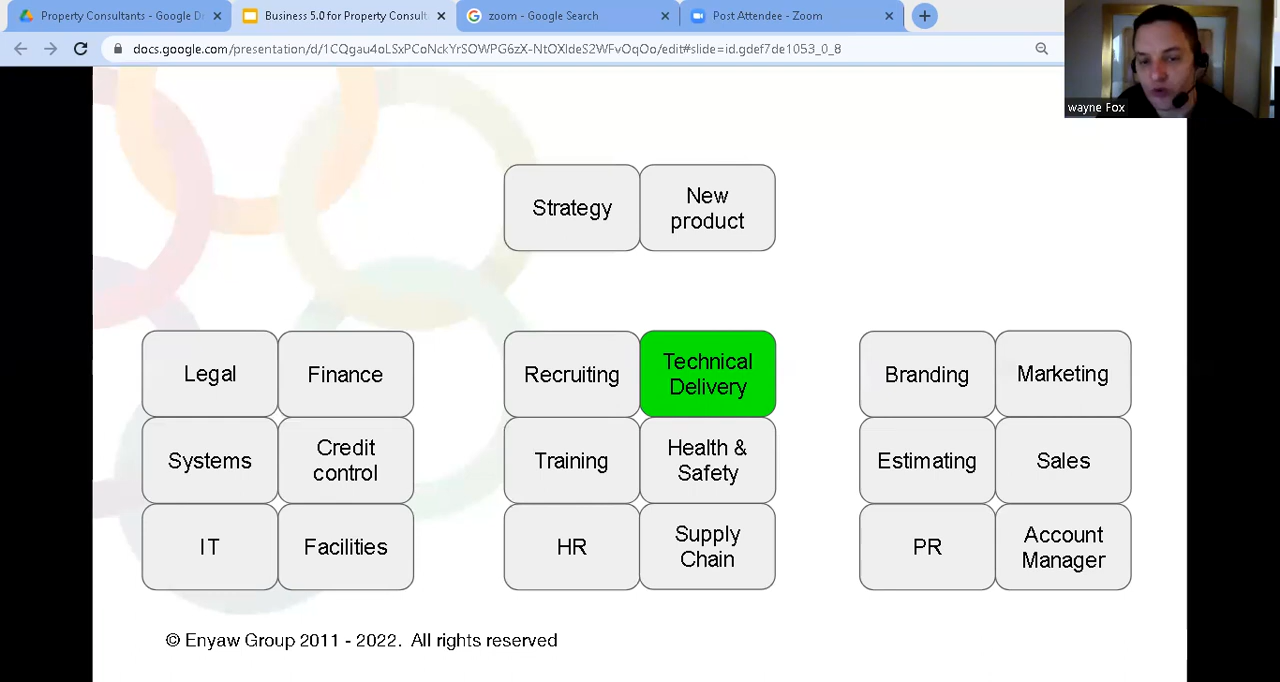 Property Consultants - Google Dr
Business 5.0 for Property Consult
zoom - Google Search
Post Attendee - Zoom
docs.google.com/presentation/d/1CQgau4oLSxPCoNckYrSOWPG6zX-NtOXldeS2WFvOqOo/edit#slide=id.gdef7de1053_0_8
wayne Fox
Strategy
New
product
Legal
Finance
Recruiting
Technical
Delivery
Branding
Marketing
Systems
Credit
control
Training
Health &
Safety
Estimating
Sales
IT
Facilities
HR
Supply
Chain
PR
Account
Manager
© Enyaw Group 2011 - 2022. All rights reserved